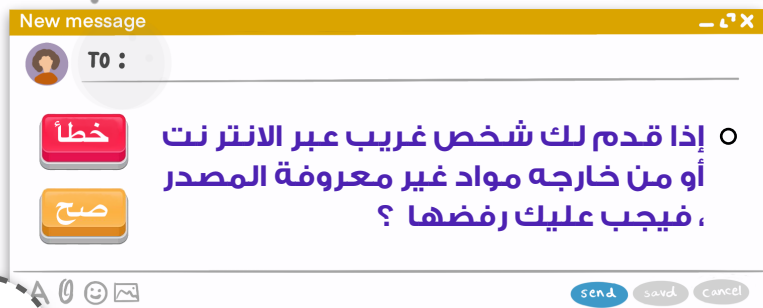 New message
TO :
إذا قدم لك شخص غريب عبر الانتر نت
أو من خارجه مواد غير معروفة المصدر
، فيجب عليك رفضها ؟
خطأ
صح
send
savd
cancel